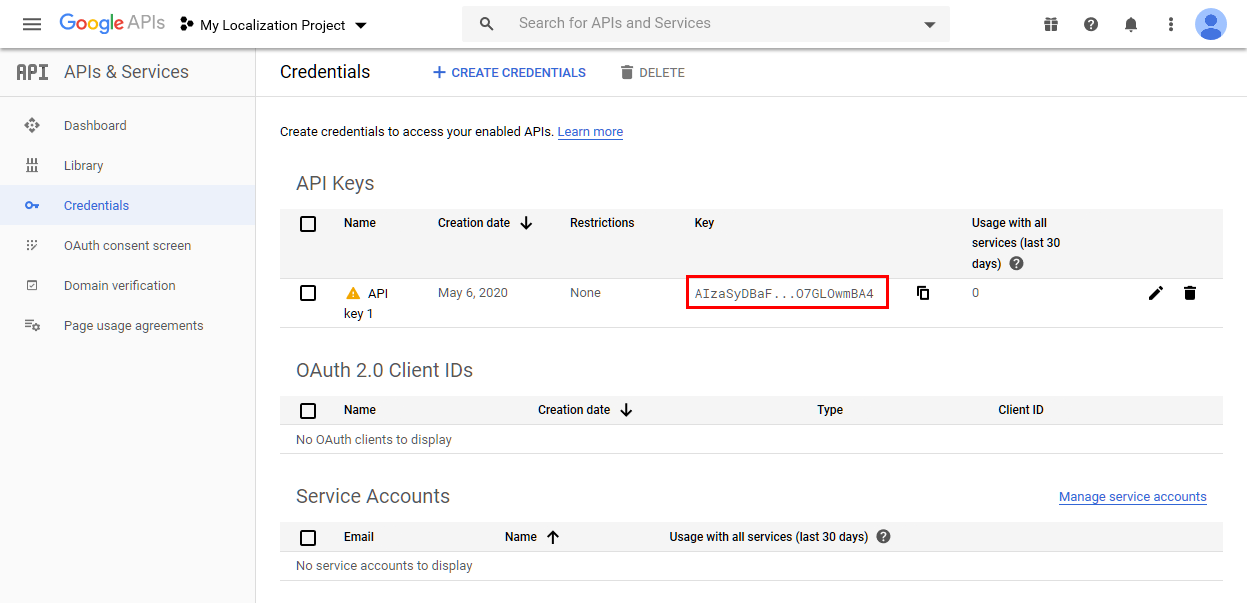 Google APIs My Localization Project Search for APIs and Services
API APIs & Services Credentials CREATE CREDENTIALS DELETE
Dashboard
Create credentials to access your enabled APIs. Learn more
Library
API Keys
Credentials
Name Creation date Restrictions Key Usage with all
services (last 30
days)
OAuth consent screen
Domain verification
API May 6, 2020 None AIzaSyDBaF...O7GLOwmBA4 0
key 1
Page usage agreements
OAuth 2.0 Client IDs
Name Creation date Type Client ID
No OAuth clients to display
Service Accounts Manage service accounts
Email Name Usage with all services (last 30 days)
No service accounts to display